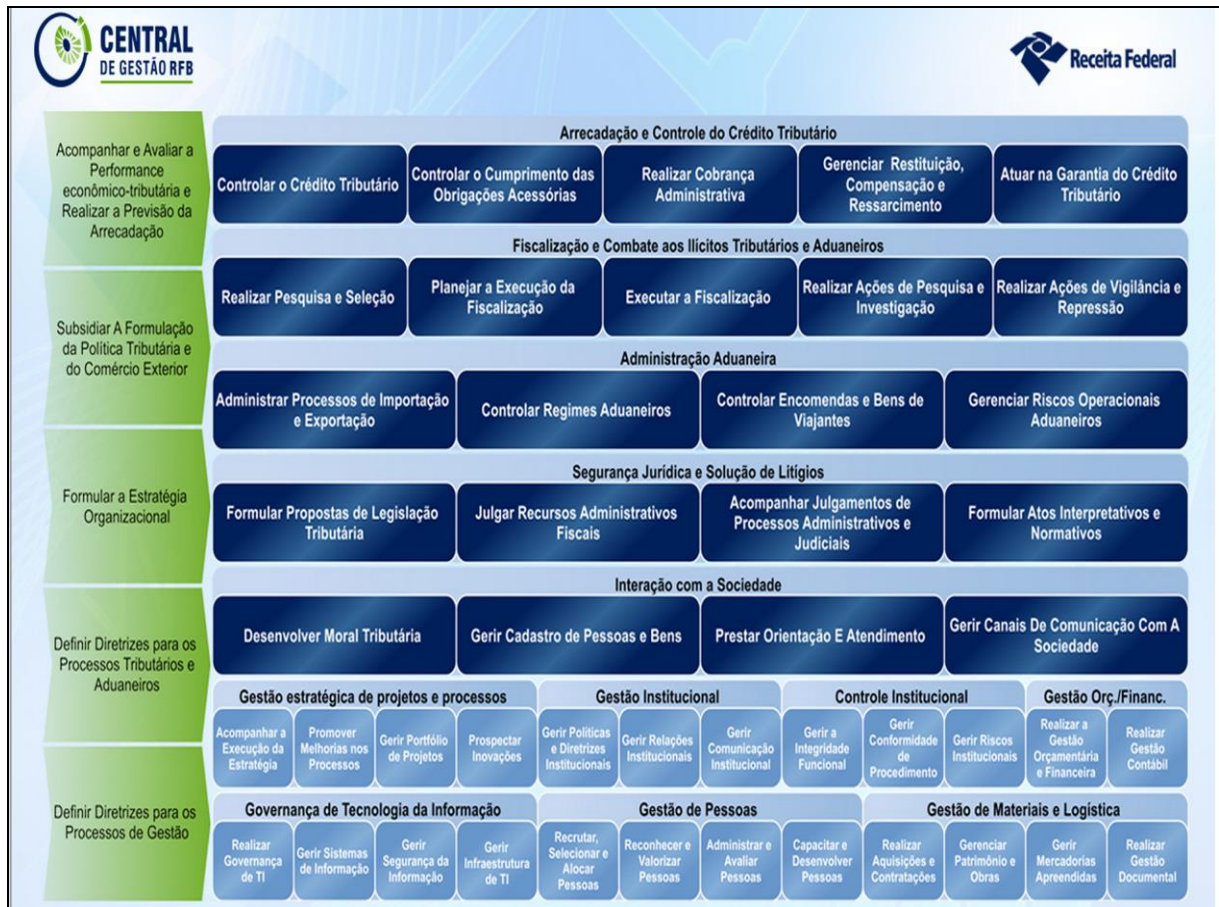 CENTRAL
DE GESTÃO RFB
Receita Federal
Acompanhar e Avaliar a
Performance
econômico-tributária e
Realizar a Previsão da
Arrecadação
Subsidiar A Formulação
da Política Tributária e
do Comércio Exterior
Formular a Estratégia
Organizacional
Definir Diretrizes para os
Processos Tributários e
Aduaneiros
Definir Diretrizes para os
Processos de Gestão
Arrecadação e Controle do Crédito Tributário
Controlar o Crédito Tributário
Controlar o Cumprimento das
Obrigações Acessórias
Realizar Cobrança
Administrativa
Gerenciar Restituição,
Compensação e
Ressarcimento
Atuar na Garantia do Crédito
Tributário
Fiscalização e Combate aos Ilícitos Tributários e Aduaneiros
Realizar Pesquisa e Seleção
Planejar a Execução da
Fiscalização
Executar a Fiscalização
Realizar Ações de Pesquisa e
Investigação
Realizar Ações de Vigilância e
Repressão
Administração Aduaneira
Administrar Processos de Importação
e Exportação
Controlar Regimes Aduaneiros
Controlar Encomendas e Bens de
Viajantes
Gerenciar Riscos Operacionais
Aduaneiros
Segurança Jurídica e Solução de Litígios
Formular Propostas de Legislação
Tributária
Julgar Recursos Administrativos
Fiscais
Acompanhar Julgamentos de
Processos Administrativos e
Judiciais
Formular Atos Interpretativos e
Normativos
Interação com a Sociedade
Desenvolver Moral Tributária
Gerir Cadastro de Pessoas e Bens
Prestar Orientação E Atendimento
Gerir Canais De Comunicação Com A
Sociedade
Gestão estratégica de projetos e processos
Acompanhar a
Execução da
Estratégia
Promover
Melhorias nos
Processos
Gerir Portfólio
de Projetos
Prospectar
Inovações
Gestão Institucional
Gerir Políticas
e Diretrizes
Institucionais
Gerir Relações
Institucionais
Gerir
Comunicação
Institucional
Controle Institucional
Gerir a
Integridade
Funcional
Gerir
Conformidade
de
Procedimento
Gerir Riscos
Institucionais
Gestão Orç./Financ.
Realizar a
Gestão
Orçamentária
e Financeira
Realizar
Gestão
Contábil
Governança de Tecnologia da Informação
Realizar
Governança
de TI
Gerir Sistemas
de Informação
Gerir
Segurança da
Informação
Gerir
Infraestrutura
de TI
Gestão de Pessoas
Recrutar,
Selecionar e
Alocar
Pessoas
Reconhecer e
Valorizar
Pessoas
Administrar e
Avaliar
Pessoas
Capacitar e
Desenvolver
Pessoas
Gestão de Materiais e Logística
Realizar
Aquisições e
Contratações
Gerenciar
Patrimônio e
Obras
Gerir
Mercadorias
Apreendidas
Realizar
Gestão
Documental